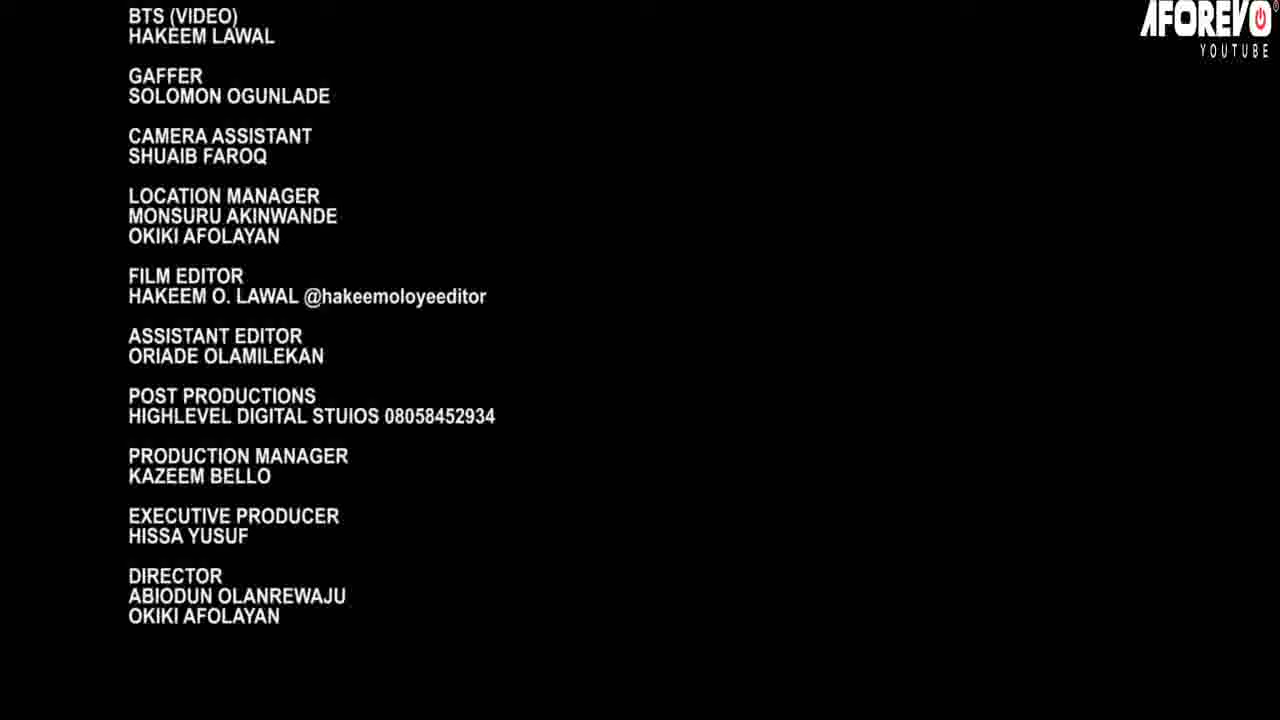 BTS (VIDEO)
HAKEEM LAWAL
GAFFER
SOLOMON OGUNLADE
CAMERA ASSISTANT
SHUAIB FAROQ
LOCATION MANAGER
MONSURU AKINWANDE
OKIKI AFOLAYAN
FILM EDITOR
HAKEEM O. LAWAL @hakeemoloyeeditor
ASSISTANT EDITOR
ORIADE OLAMILEKAN
POST PRODUCTIONS
HIGHLEVEL DIGITAL STUIOS 08058452934
PRODUCTION MANAGER
KAZEEM BELLO
EXECUTIVE PRODUCER
HISSA YUSUF
DIRECTOR
ABIODUN OLANREWAJU
OKIKI AFOLAYAN
AFOREVO®
YOUTUBE